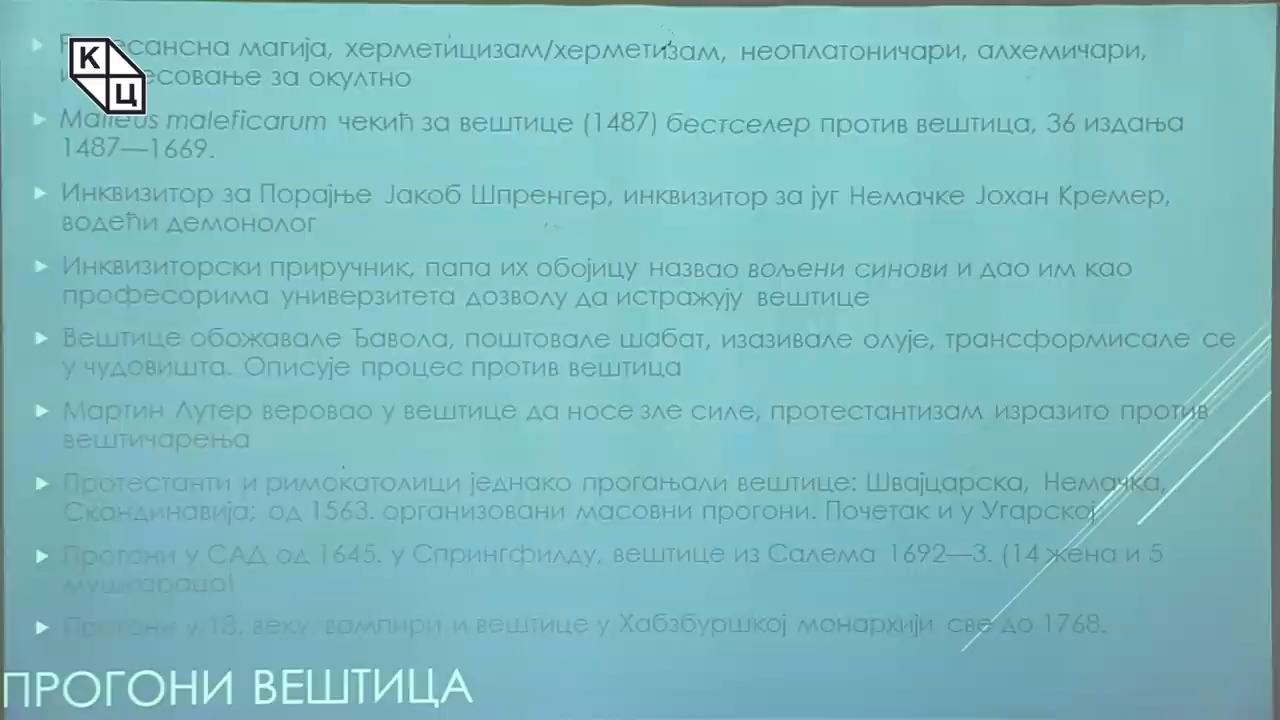 К
Ц
магија, херметицизам/херметизам, неоплатоничари, алхемичари,
за окултно
Malleus maleficarum чекић за вештице (1487) бестселер против вештица, 36 издања
1487—1669.
Инквизитор за Порајње Јакоб Шпренгер, инквизитор за југ Немачке Јохан Кремер,
водећи демонолог
Инквизиторски приручник, папа их обојицу назвао вољени синови и дао им као
професорима универзитета дозволу да истражују вештице
Вештице обожавале Ђавола, поштовале шабат, изазивале олује, трансформисале се
у чудовишта. Описује процес против вештица
Мартин Лутер веровао у вештице да носе зле силе, протестантизам изразито против
вештичарења
Протестанти и римокатолици једнако прогањали вештице: Швајцарска, Немачка,
Скандинавија; од 1563. организовани масовни прогони. Почетак и у Угарској
Прогони у САД од 1645. у Спрингфилду, вештице из Салема 1692—3. (14 жена и 5
мушкараца)
Прогони у 18. веку, вампири и вештице у Хабзбуршкој монархији све до 1768.
ПРОГОНИ ВЕШТИЦА